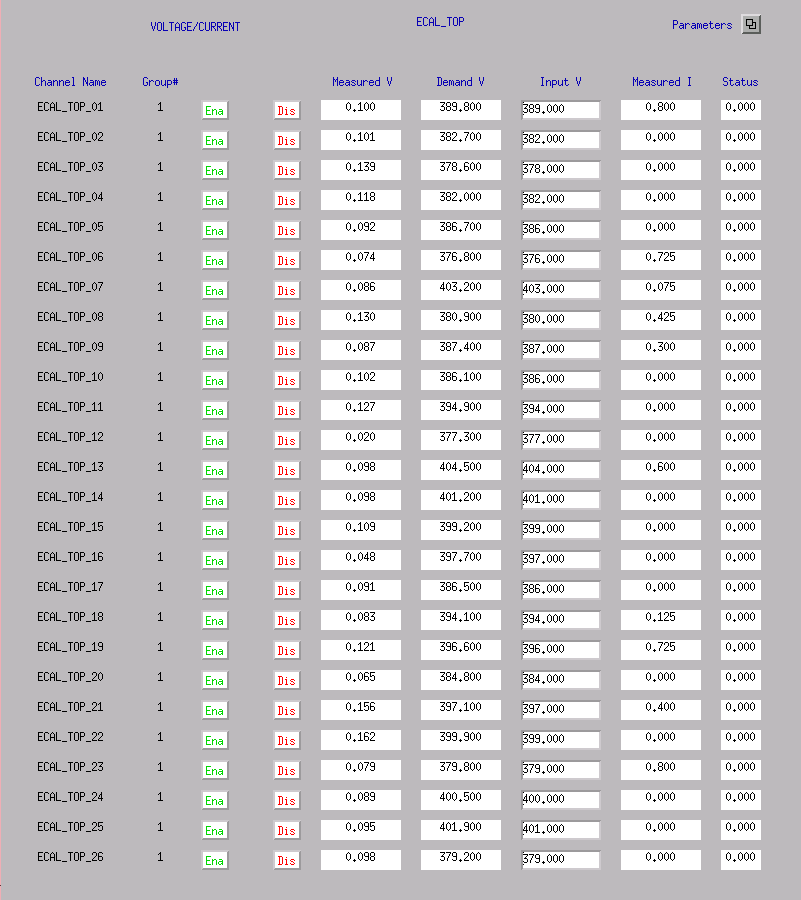 VOLTAGE/CURRENT ECAL_TOP Parameters
Channel Name Group# Measured V Demand V Input V Measured I Status
ECAL_TOP_01 1 Ena Dis 0.100 389.800 389.000 0.800 0.000
ECAL_TOP_02 1 Ena Dis 0.101 382.700 382.000 0.000 0.000
ECAL_TOP_03 1 Ena Dis 0.139 378.600 378.000 0.000 0.000
ECAL_TOP_04 1 Ena Dis 0.118 382.000 382.000 0.000 0.000
ECAL_TOP_05 1 Ena Dis 0.092 386.700 386.000 0.000 0.000
ECAL_TOP_06 1 Ena Dis 0.074 376.800 376.000 0.725 0.000
ECAL_TOP_07 1 Ena Dis 0.086 403.200 403.000 0.075 0.000
ECAL_TOP_08 1 Ena Dis 0.130 380.900 380.000 0.425 0.000
ECAL_TOP_09 1 Ena Dis 0.087 387.400 387.000 0.300 0.000
ECAL_TOP_10 1 Ena Dis 0.102 386.100 386.000 0.000 0.000
ECAL_TOP_11 1 Ena Dis 0.127 394.900 394.000 0.000 0.000
ECAL_TOP_12 1 Ena Dis 0.020 377.300 377.000 0.000 0.000
ECAL_TOP_13 1 Ena Dis 0.098 404.500 404.000 0.600 0.000
ECAL_TOP_14 1 Ena Dis 0.098 401.200 401.000 0.000 0.000
ECAL_TOP_15 1 Ena Dis 0.109 399.200 399.000 0.000 0.000
ECAL_TOP_16 1 Ena Dis 0.048 397.700 397.000 0.000 0.000
ECAL_TOP_17 1 Ena Dis 0.091 386.500 386.000 0.000 0.000
ECAL_TOP_18 1 Ena Dis 0.083 394.100 394.000 0.125 0.000
ECAL_TOP_19 1 Ena Dis 0.121 396.600 396.000 0.725 0.000
ECAL_TOP_20 1 Ena Dis 0.065 384.800 384.000 0.000 0.000
ECAL_TOP_21 1 Ena Dis 0.156 397.100 397.000 0.400 0.000
ECAL_TOP_22 1 Ena Dis 0.162 399.900 399.000 0.000 0.000
ECAL_TOP_23 1 Ena Dis 0.079 379.800 379.000 0.800 0.000
ECAL_TOP_24 1 Ena Dis 0.089 400.500 400.000 0.000 0.000
ECAL_TOP_25 1 Ena Dis 0.095 401.900 401.000 0.000 0.000
ECAL_TOP_26 1 Ena Dis 0.098 379.200 379.000 0.000 0.000